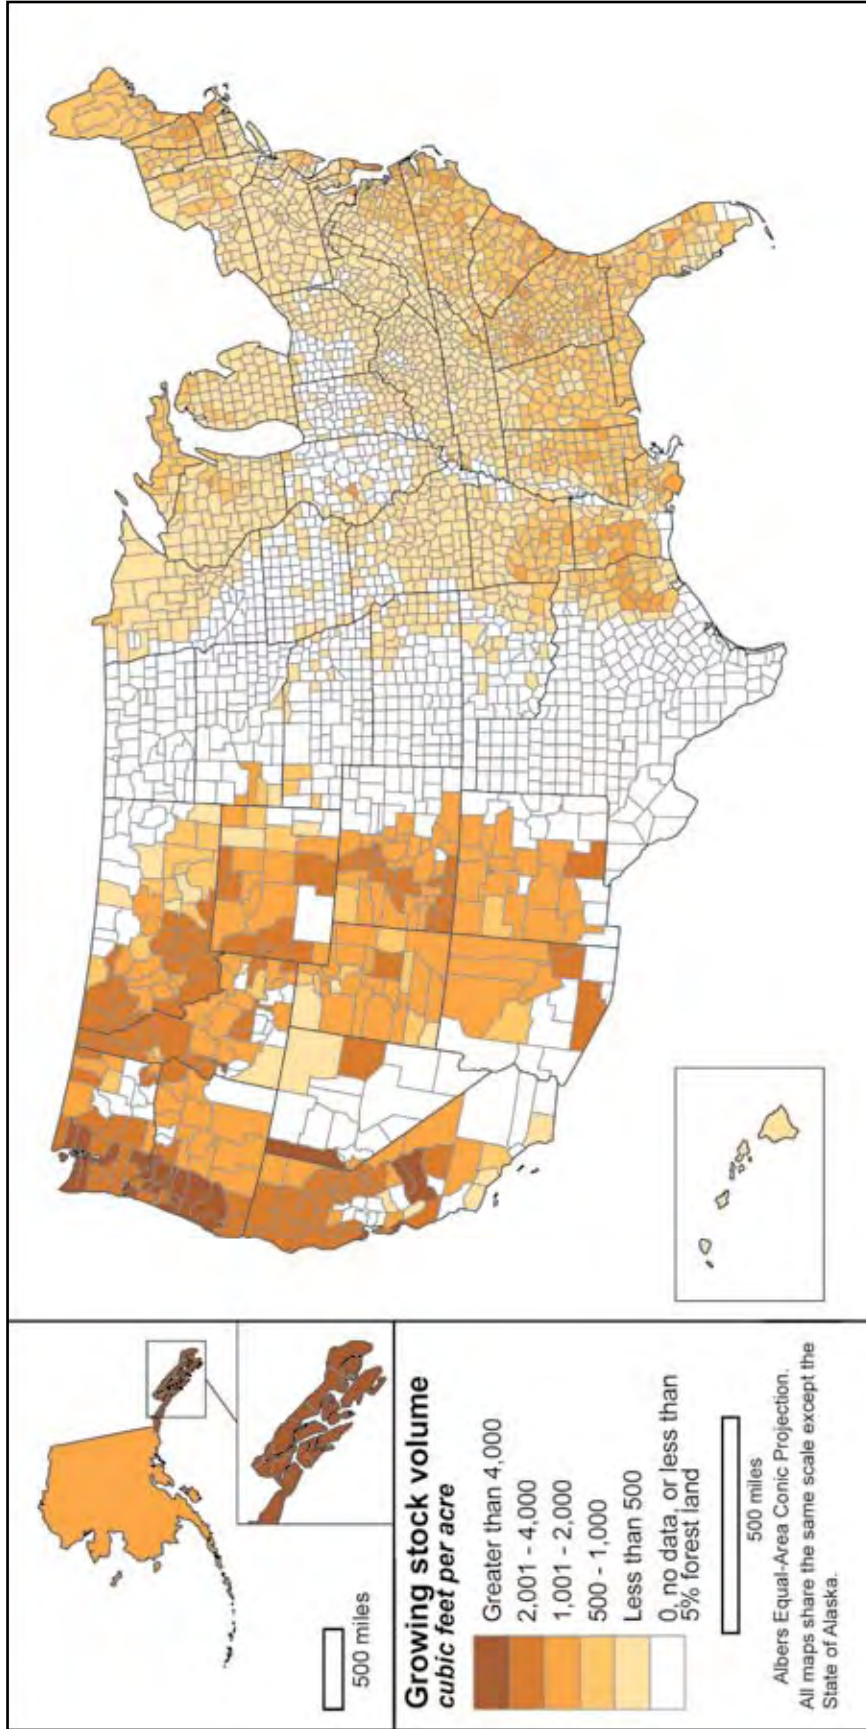 500 miles
Growing stock volume
cubic feet per acre
Greater than 4,000
2,001 - 4,000
1,001 - 2,000
500 - 1,000
Less than 500
0, no data, or less than
5% forest land
500 miles
Albers Equal-Area Conic Projection.
All maps share the same scale except the
State of Alaska.